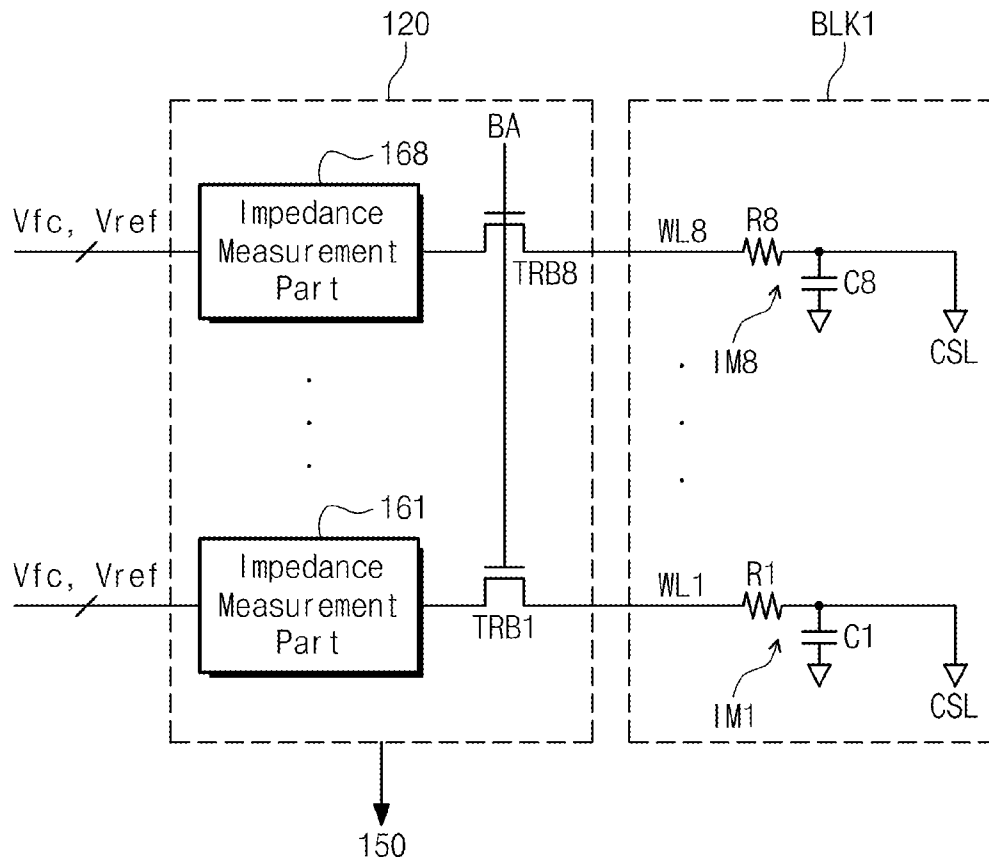 120
BLK1
BA
168
Vfc, Vref
Impedance
Measurement
Part
TRB8
WL8
R8
C8
IM8
CSL
161
Vfc, Vref
Impedance
Measurement
Part
TRB1
WL1
R1
C1
IM1
CSL
150